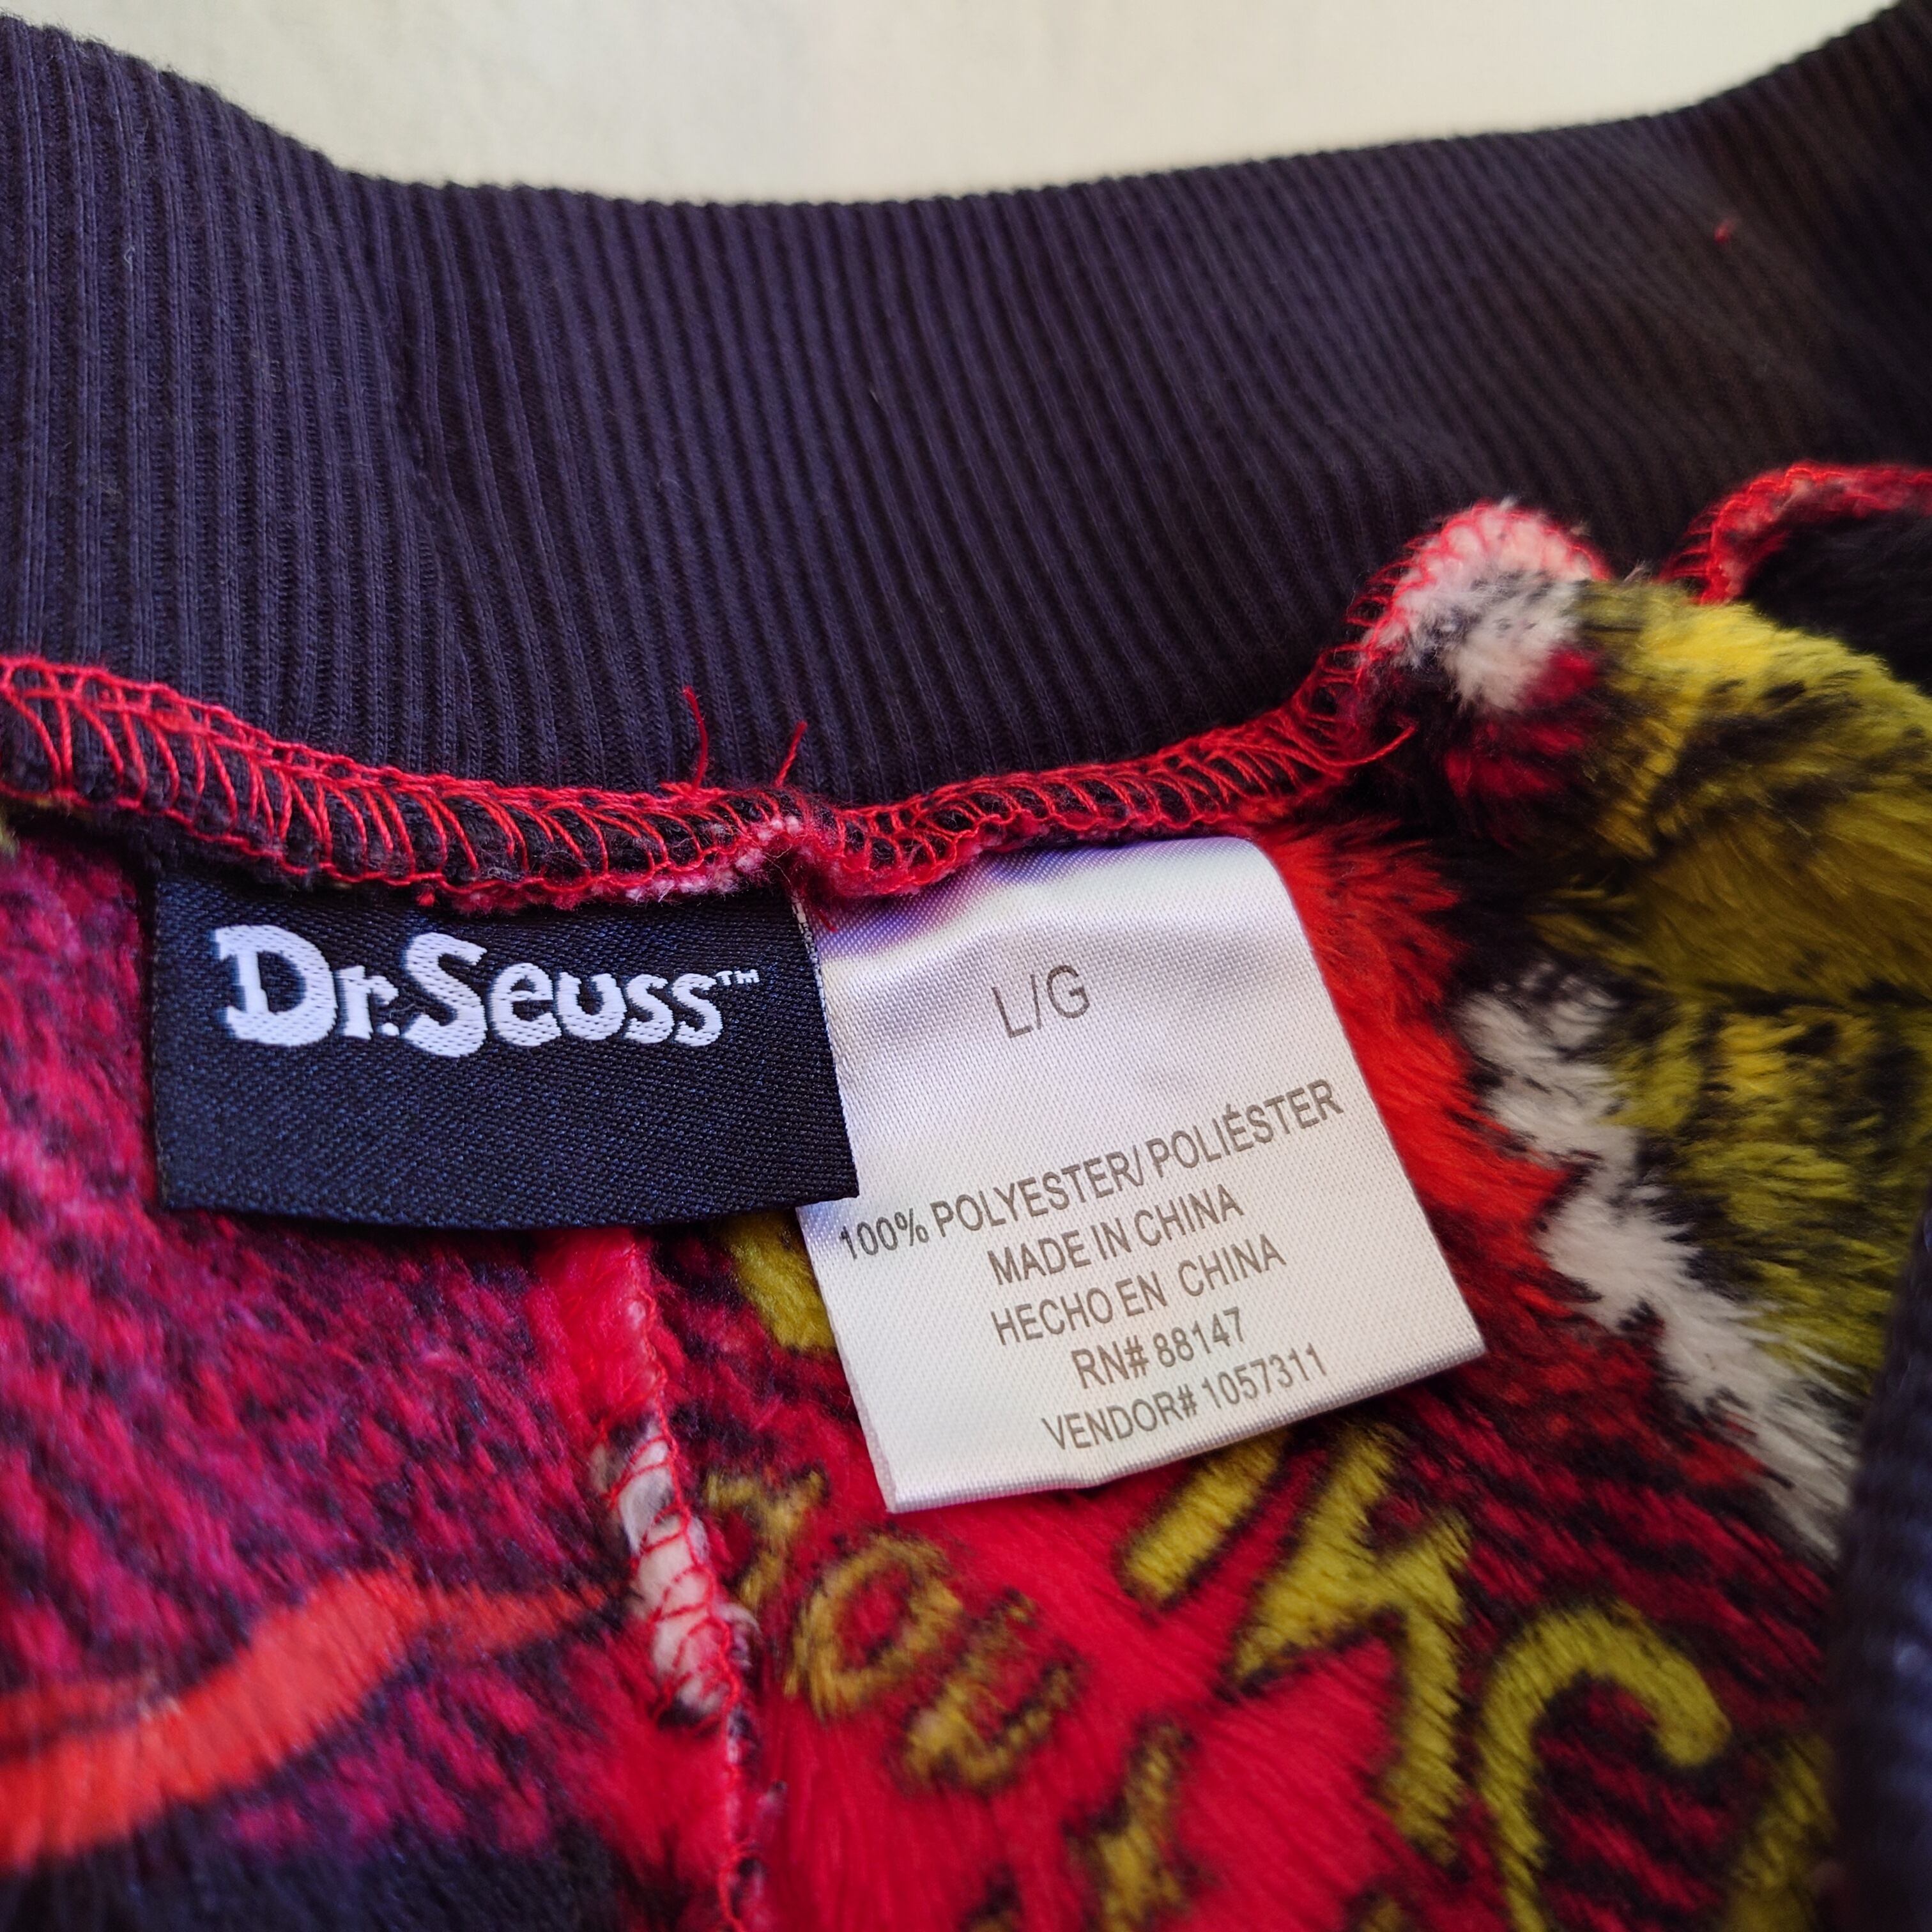 Dr. Seuss™
L/G
100% POLYESTER/ POLIÉSTER
MADE IN CHINA
HECHO EN CHINA
RN# 88147
VENDOR# 1057311